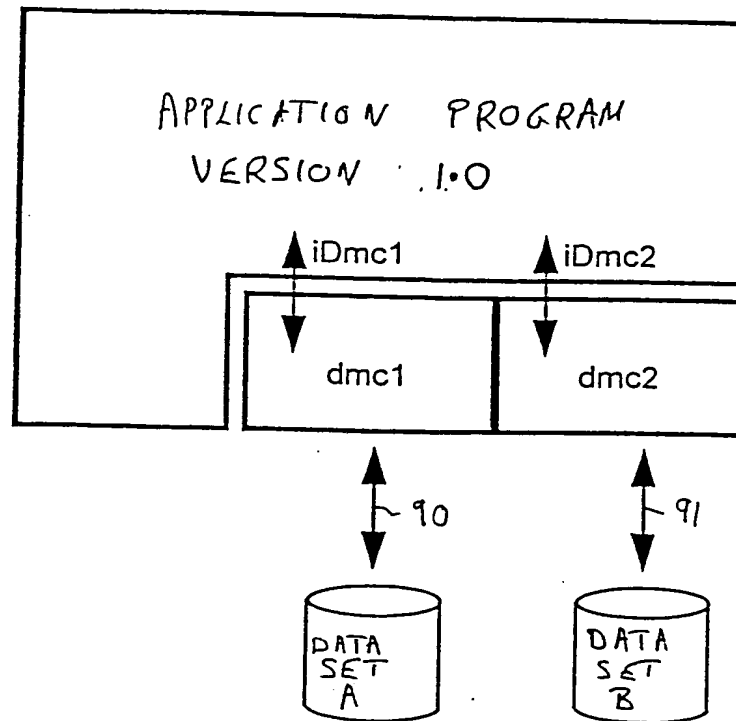 APPLICATION PROGRAM
VERSION 1.0
iDmc1 iDmc2
dmc1 dmc2
90 91
DATA DATA
SET SET
A B